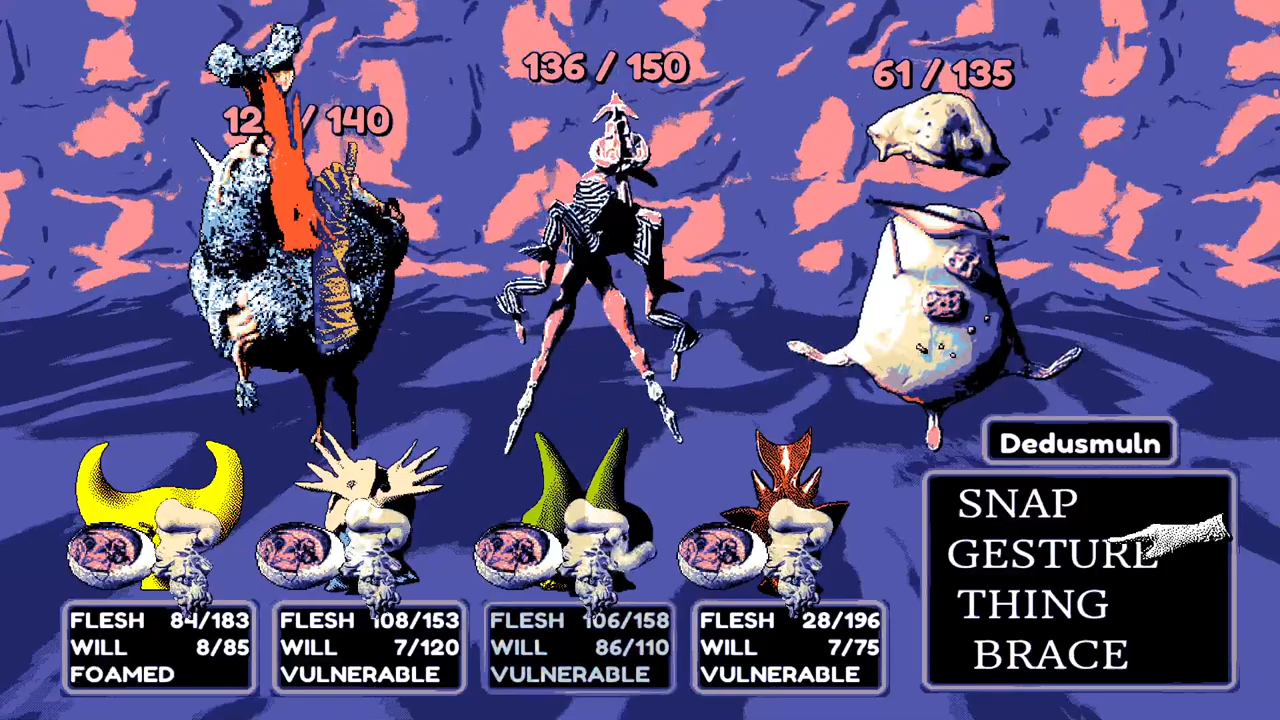 136 / 150
61 / 135
/ 140
Dedusmuln
SNAP
GESTURE
THING
BRACE
FLESH 84/183
WILL 8/85
FOAMED
FLESH 108/153
WILL 7/120
VULNERABLE
FLESH 106/158
WILL 86/110
VULNERABLE
FLESH 28/196
WILL 7/75
VULNERABLE